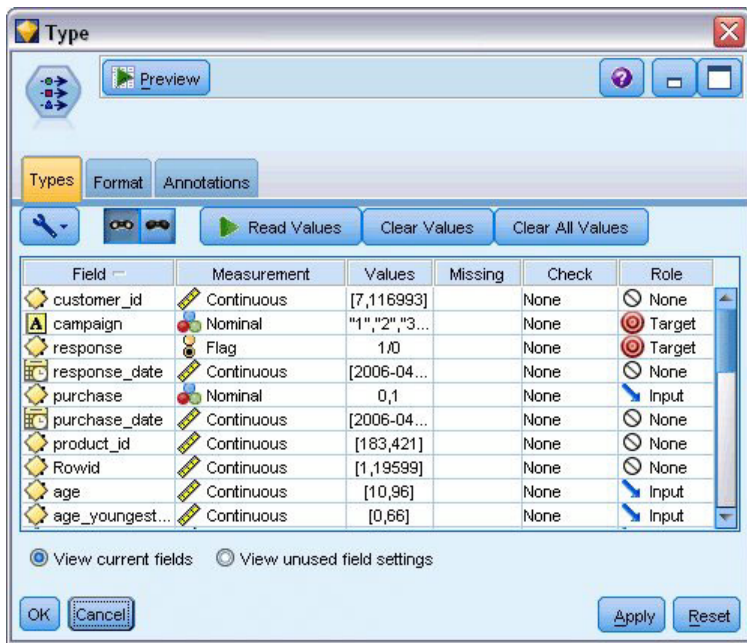 Type
Preview
Types Format Annotations
Read Values Clear Values Clear All Values
Field Measurement Values Missing Check Role
customer_id Continuous [7,116993] None None
A campaign Nominal "1","2","3... None Target
response Flag 1/0 None Target
response_date Continuous [2006-04... None None
purchase Nominal 0,1 None Input
purchase_date Continuous [2006-04... None None
product_id Continuous [183,421] None None
Rowid Continuous [1,19599] None None
age Continuous [10,96] None Input
age_youngest... Continuous [0,66] None Input
View current fields View unused field settings
OK Cancel Apply Reset